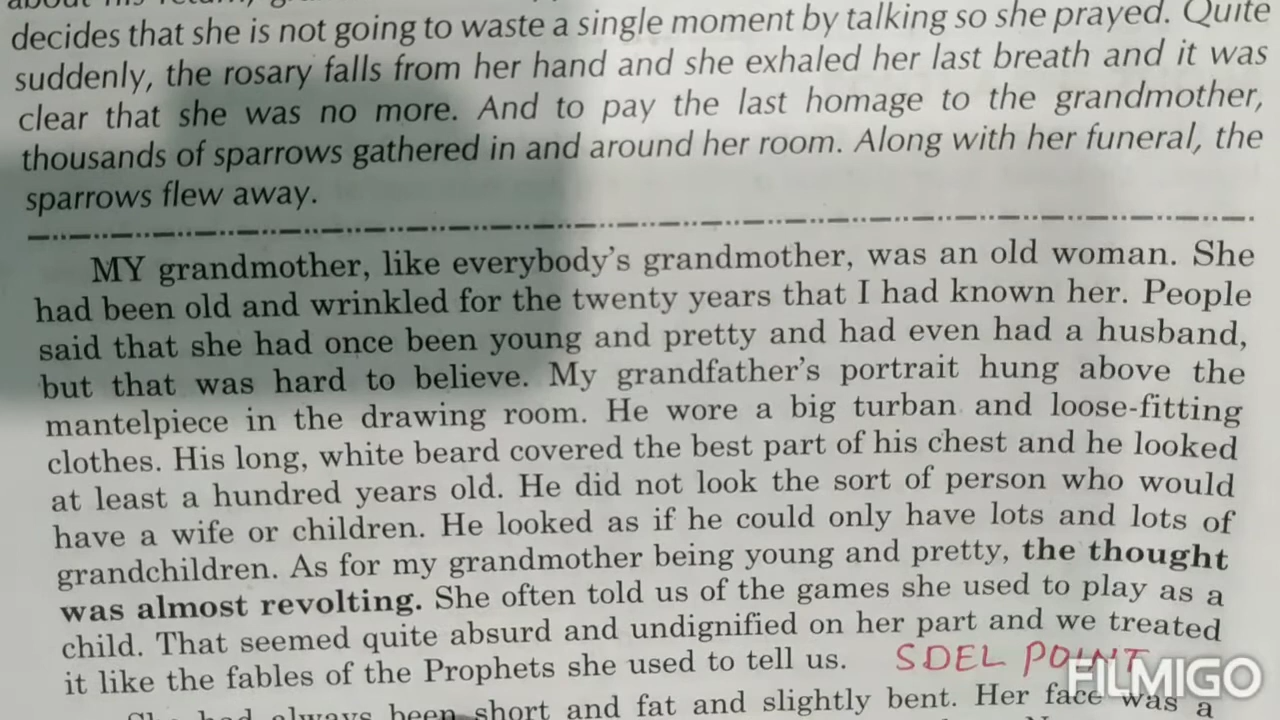 decides that she is not going to waste a single moment by talking so she prayed. Quite
suddenly, the rosary falls from her hand and she exhaled her last breath and it was
clear that she was no more. And to pay the last homage to the grandmother,
thousands of sparrows gathered in and around her room. Along with her funeral, the
sparrows flew away.
MY grandmother, like everybody's grandmother, was an old woman. She
had been old and wrinkled for the twenty years that I had known her. People
said that she had once been young and pretty and had even had a husband,
but that was hard to believe. My grandfather's portrait hung above the
mantelpiece in the drawing room. He wore a big turban and loose-fitting
clothes. His long, white beard covered the best part of his chest and he looked
at least a hundred years old. He did not look the sort of person who would
have a wife or children. He looked as if he could only have lots and lots of
grandchildren. As for my grandmother being young and pretty, the thought
was almost revolting. She often told us of the games she used to play as a
child. That seemed quite absurd and undignified on her part and we treated
it like the fables of the Prophets she used to tell us. SDEL POINT
FILMIGO
She had always been short and fat and slightly bent. Her face was a